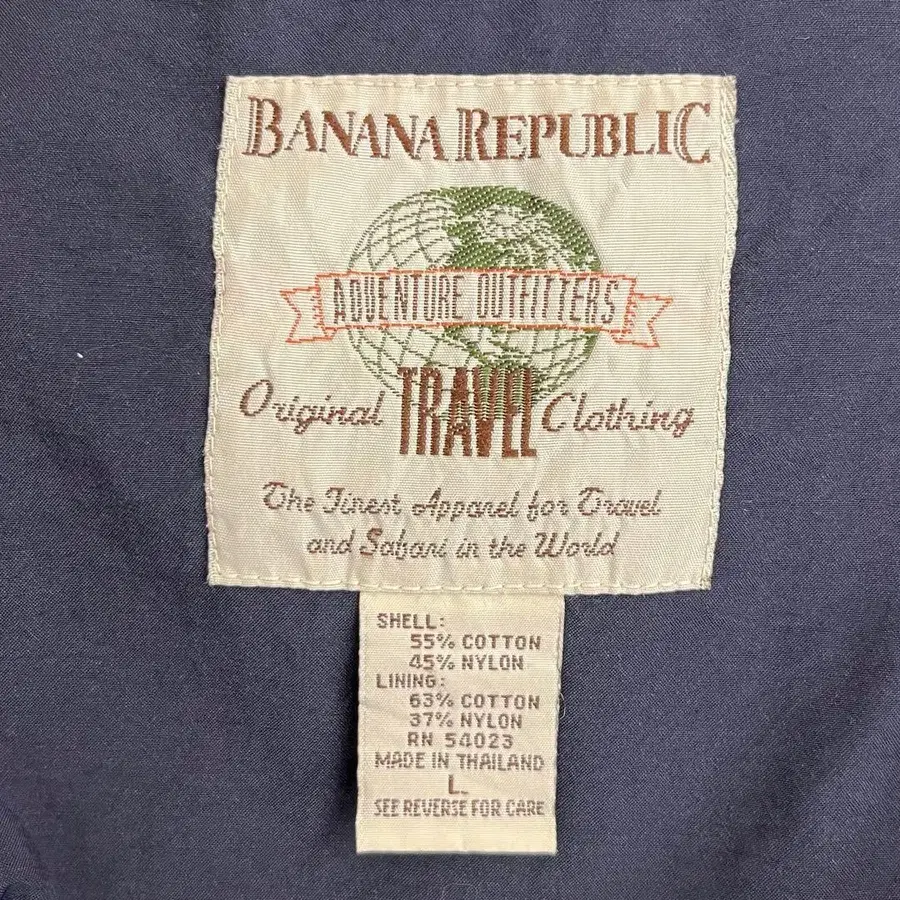 BANANA REPUBLIC
ADVENTURE OUTFITTERS
Original TRAVEL Clothing
The Finest Apparel for Travel
and Safari in the World
SHELL:
55% COTTON
45% NYLON
LINING:
63% COTTON
37% NYLON
RN 54023
MADE IN THAILAND
L
SEE REVERSE FOR CARE